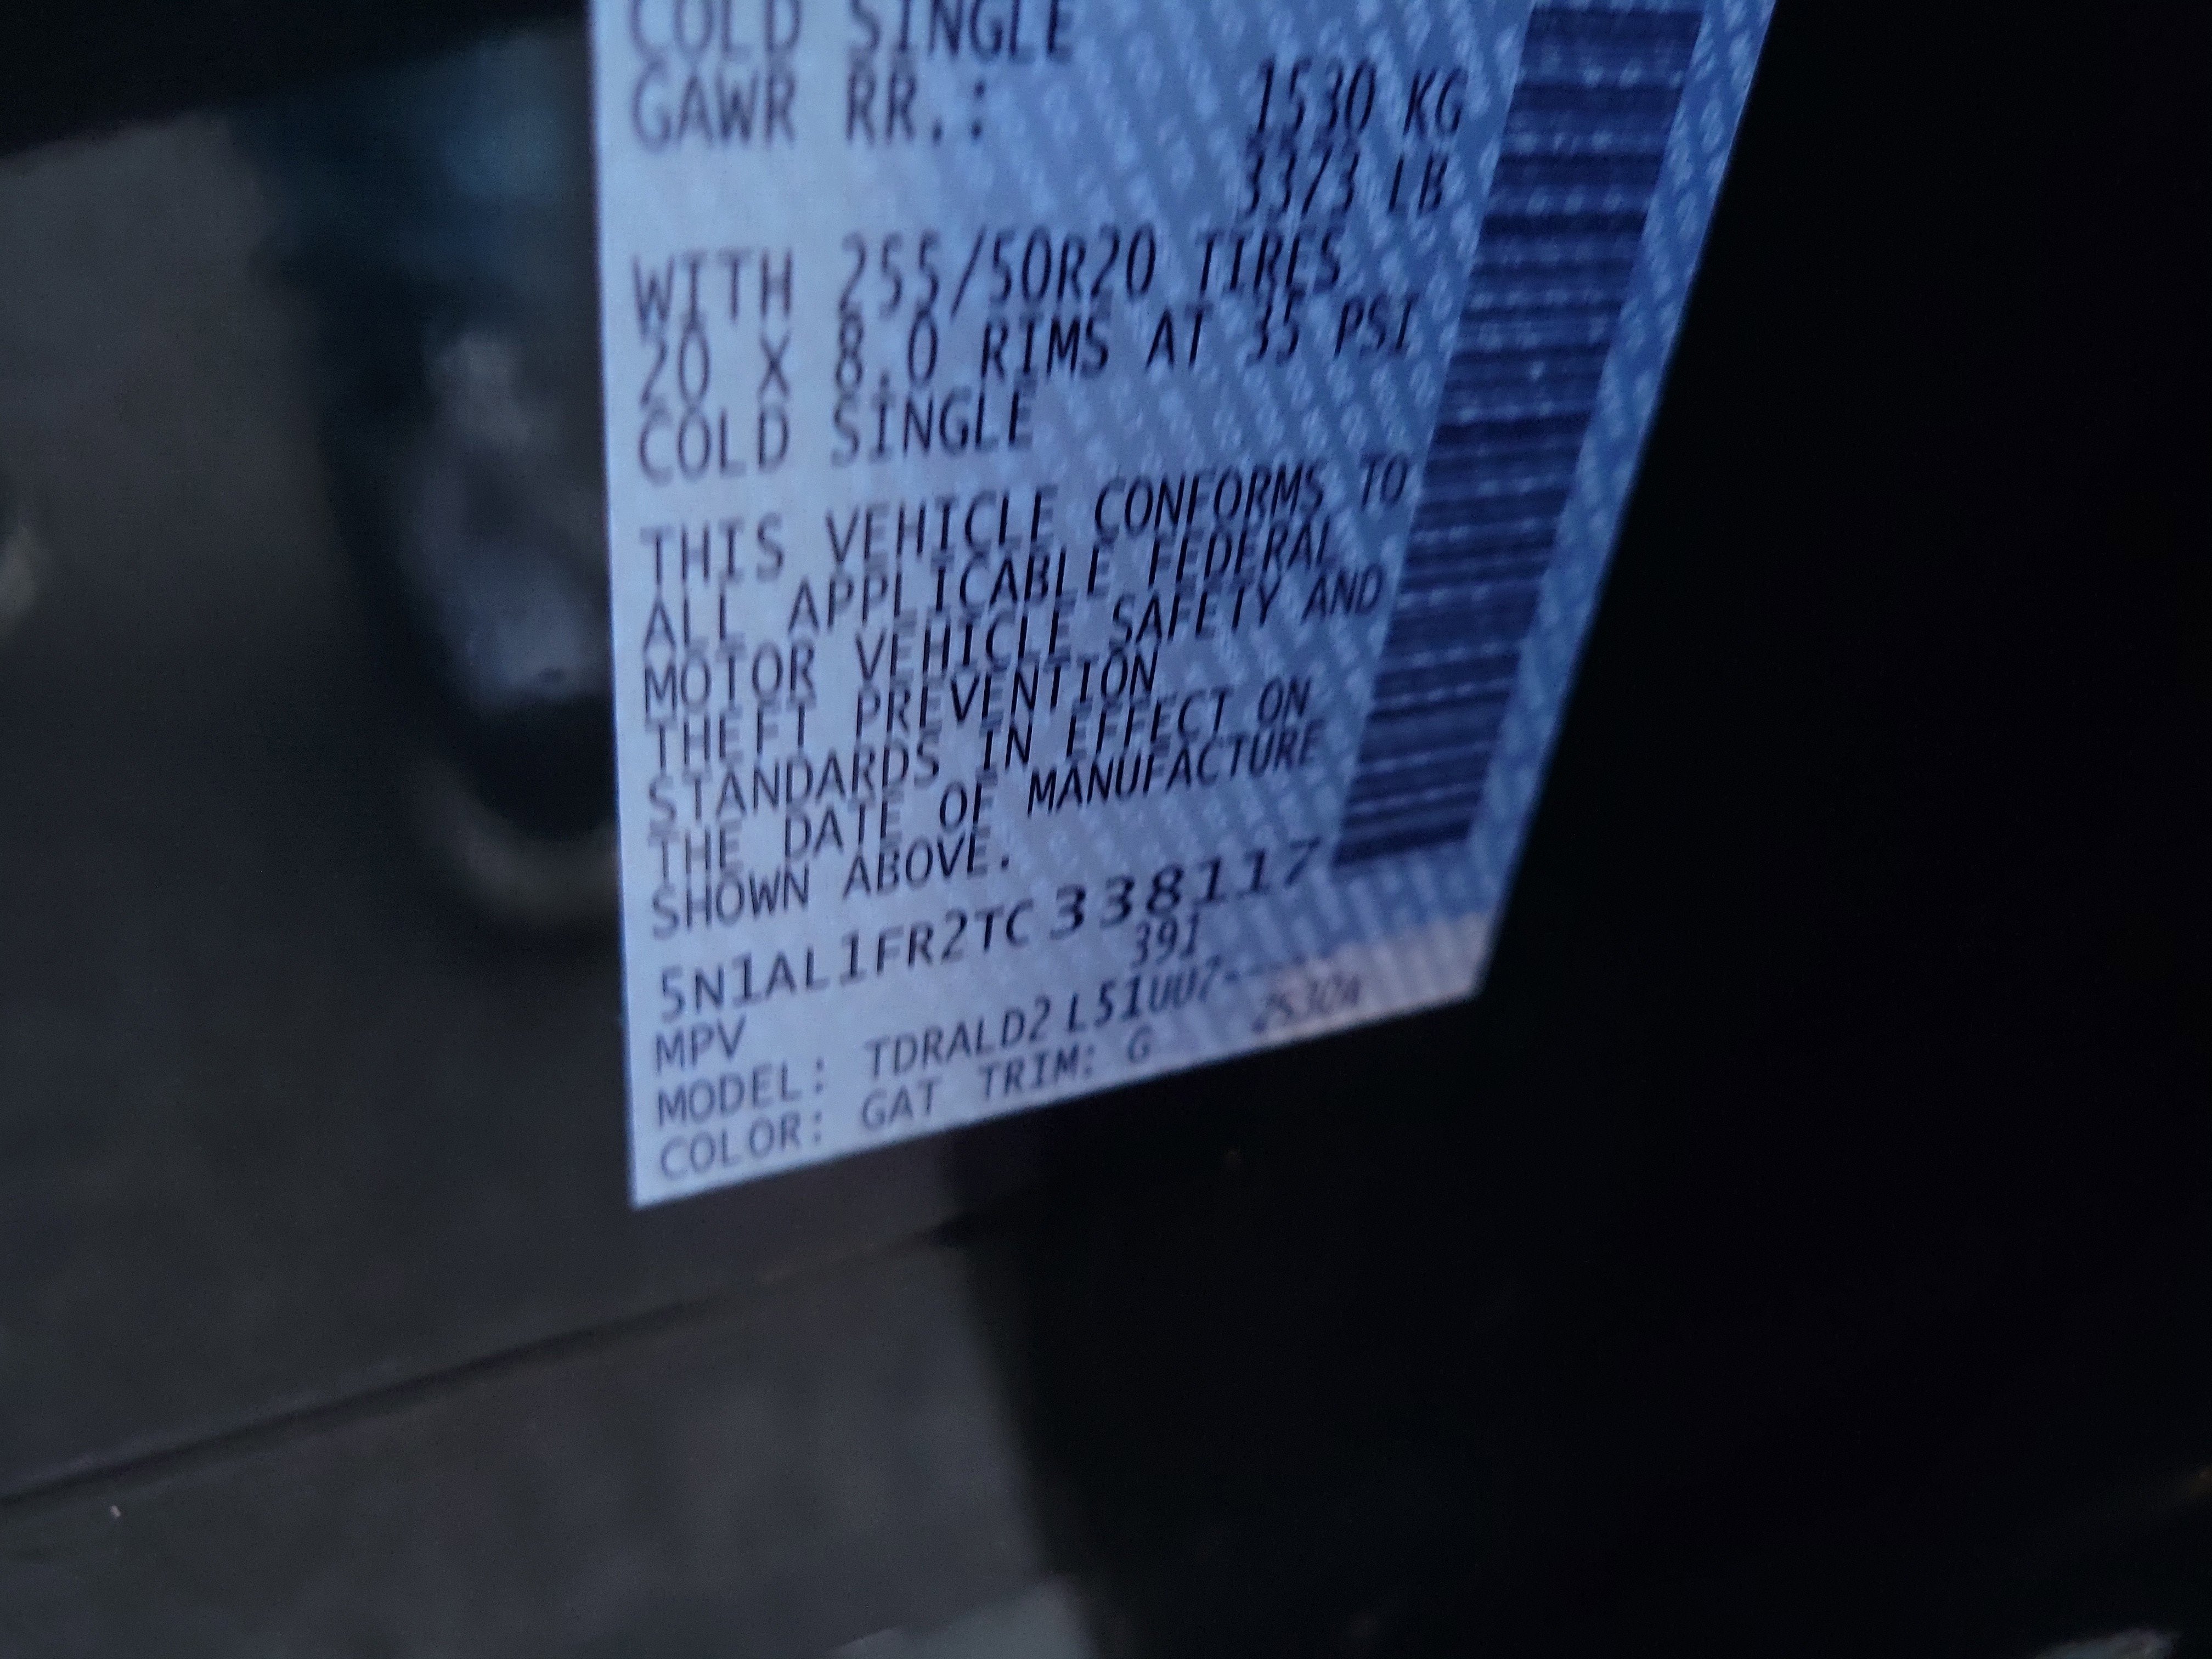 COLD SINGLE
GAWR RR.: 1530 KG
3373 LB
WITH 255/50R20 TIRES
20 X 8.0 RIMS AT 35 PSI
COLD SINGLE
THIS VEHICLE CONFORMS TO
ALL APPLICABLE FEDERAL
MOTOR VEHICLE SAFETY AND
THEFT PREVENTION
STANDARDS IN EFFECT ON
THE DATE OF MANUFACTURE
SHOWN ABOVE.
5N1AL1FR2TC338117
MPV 391
MODEL: TDRALD2L51UU7-----
COLOR: GAT TRIM: G